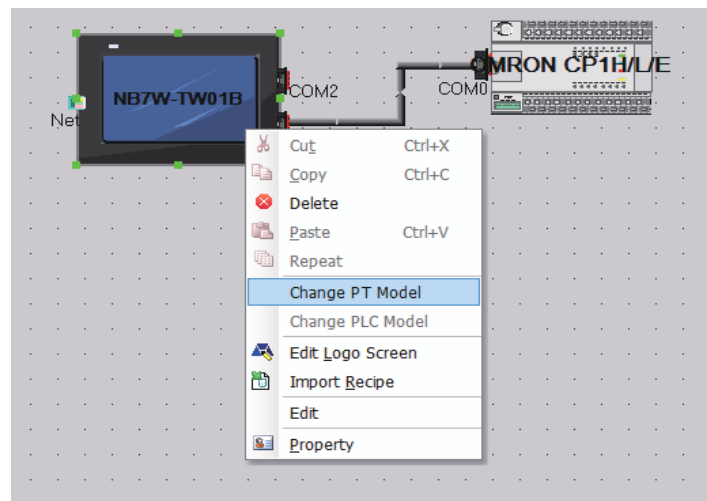 MRON CP1H/L/E
COM2
COM0
NB7W-TW01B
Net
Cut Ctrl+X
Copy Ctrl+C
Delete
Paste Ctrl+V
Repeat
Change PT Model
Change PLC Model
Edit Logo Screen
Import Recipe
Edit
Property